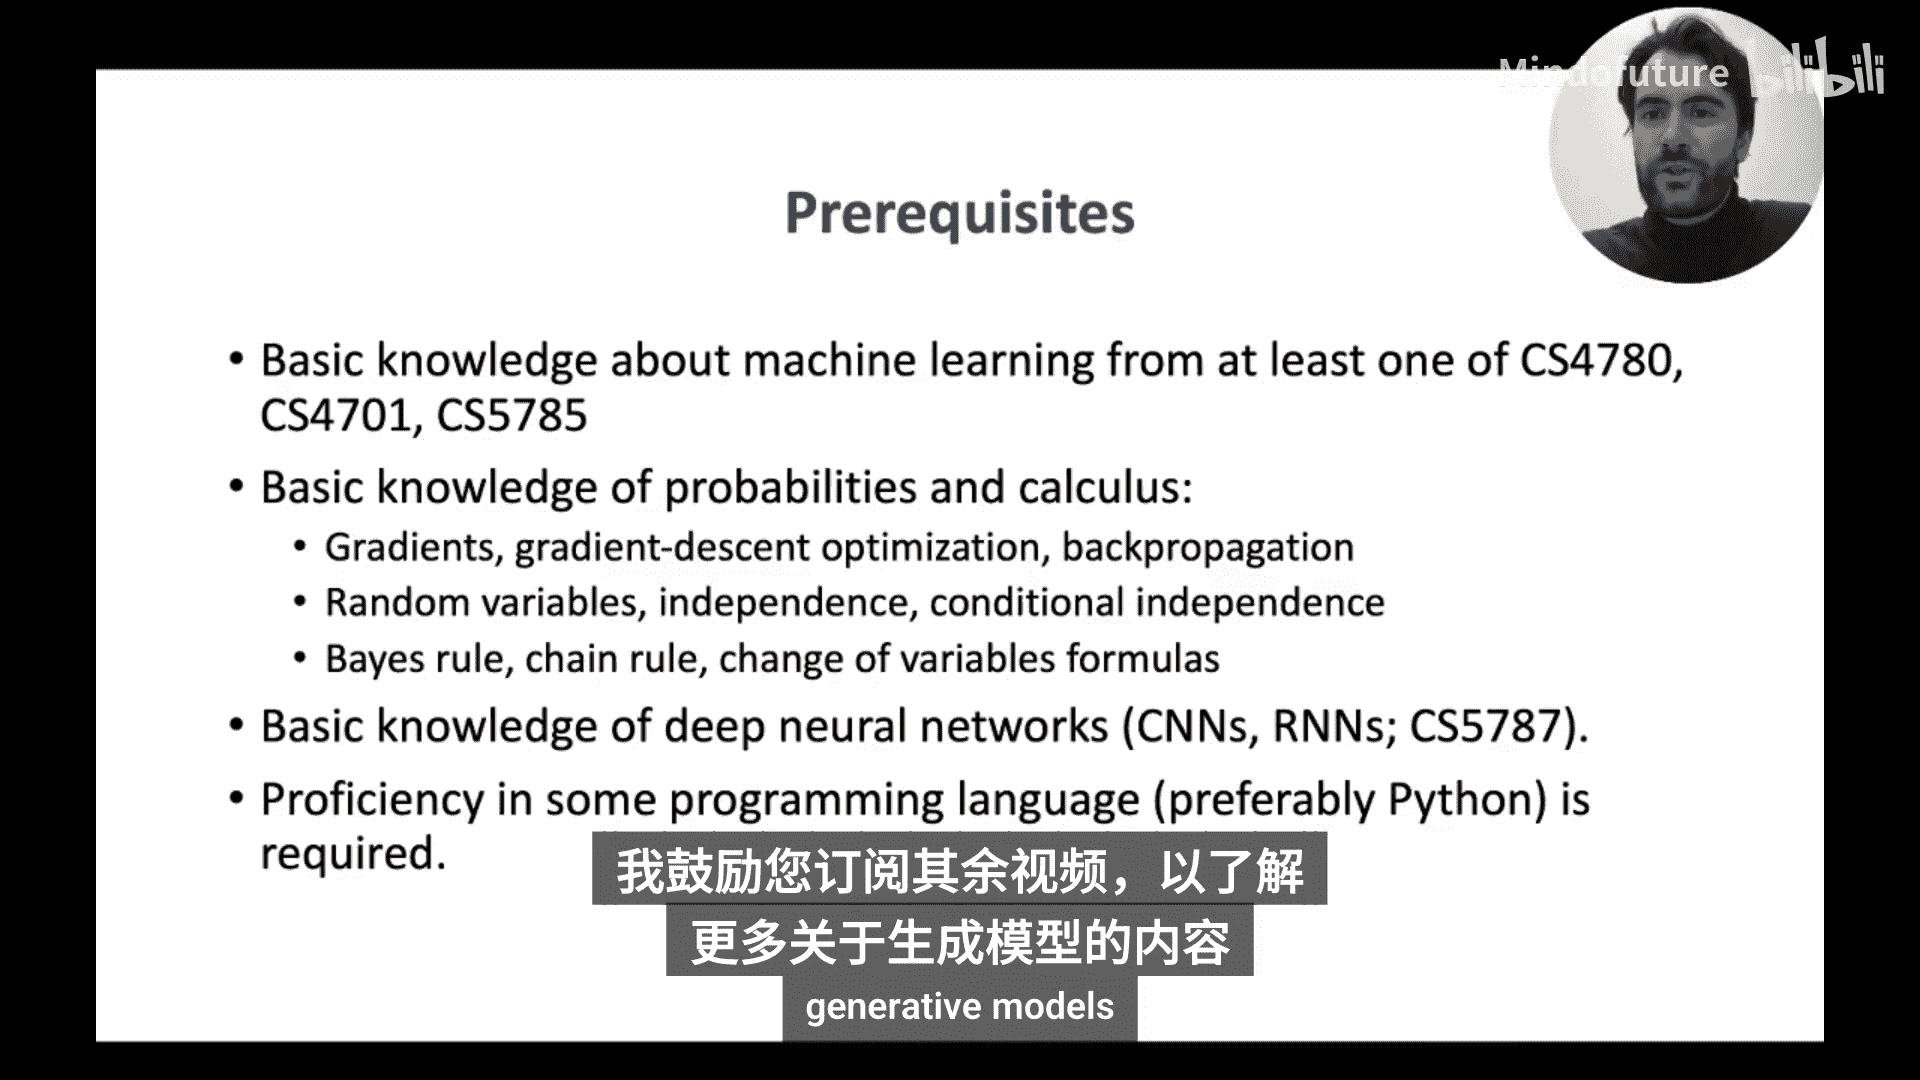 Mindofuture bilibili
Prerequisites
• Basic knowledge about machine learning from at least one of CS4780,
CS4701, CS5785
• Basic knowledge of probabilities and calculus:
• Gradients, gradient-descent optimization, backpropagation
• Random variables, independence, conditional independence
• Bayes rule, chain rule, change of variables formulas
• Basic knowledge of deep neural networks (CNNs, RNNs; CS5787).
• Proficiency in some programming language (preferably Python) is
required.
我鼓励您订阅其余视频，以了解
更多关于生成模型的内容
generative models